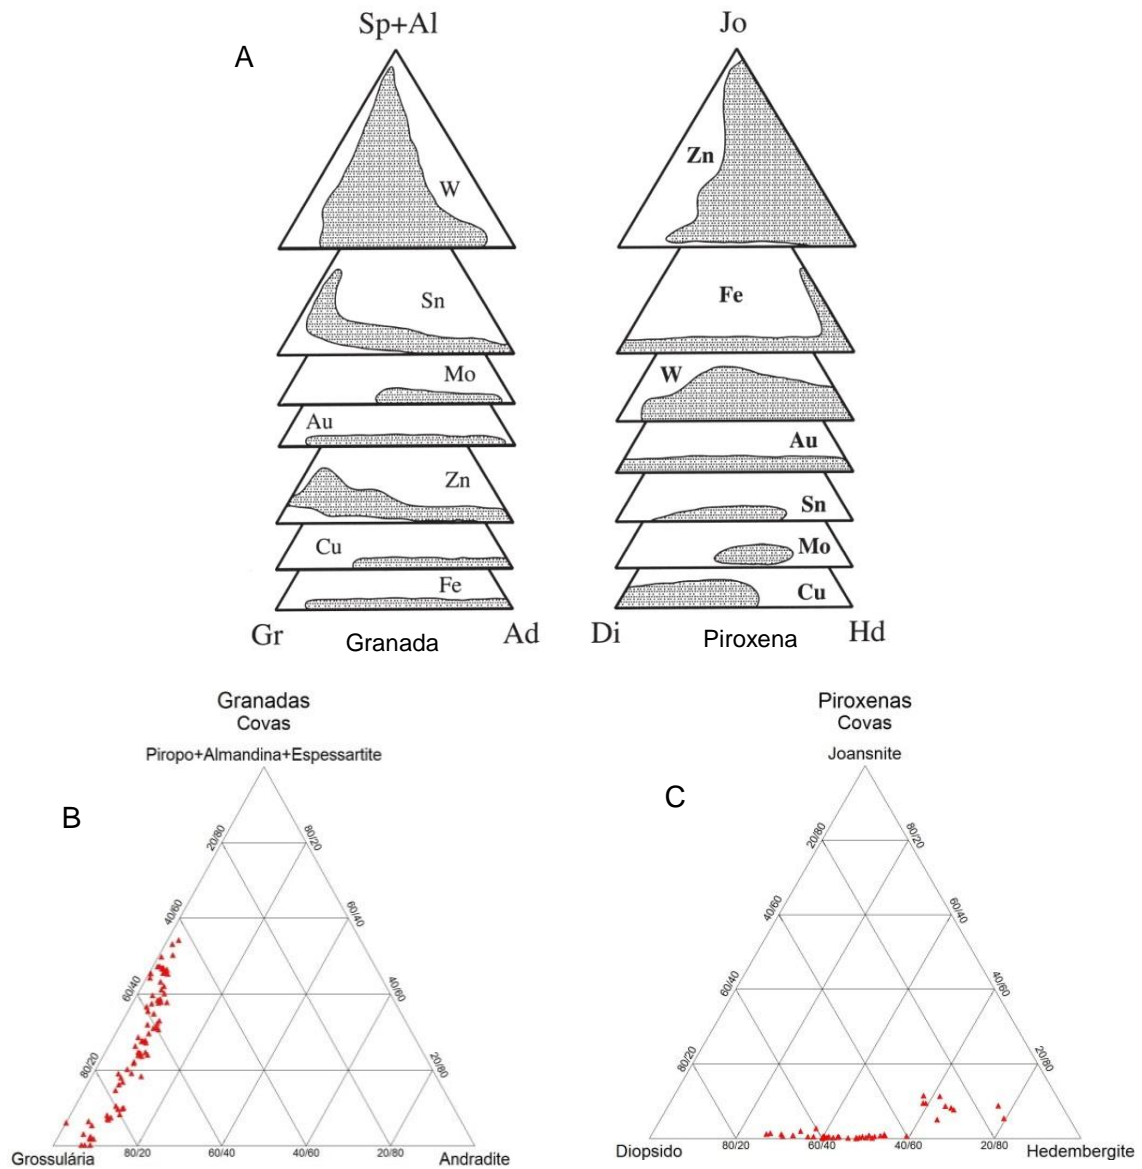 A
Sp+Al
Jo
W
Zn
Sn
Fe
Mo
W
Au
Au
Zn
Sn
Cu
Mo
Fe
Cu
Gr
Granada
Ad
Di
Piroxena
Hd
B
Granadas
Covas
Piropo+Almandina+Espessartite
20/80
80/20
40/60
60/40
60/40
40/60
80/20
20/80
Grossulária
80/20
60/40
40/60
20/80
Andradite
C
Piroxenas
Covas
Joansnite
20/80
80/20
40/60
60/40
60/40
40/60
80/20
20/80
Diopsido
80/20
60/40
40/60
20/80
Hedembergite